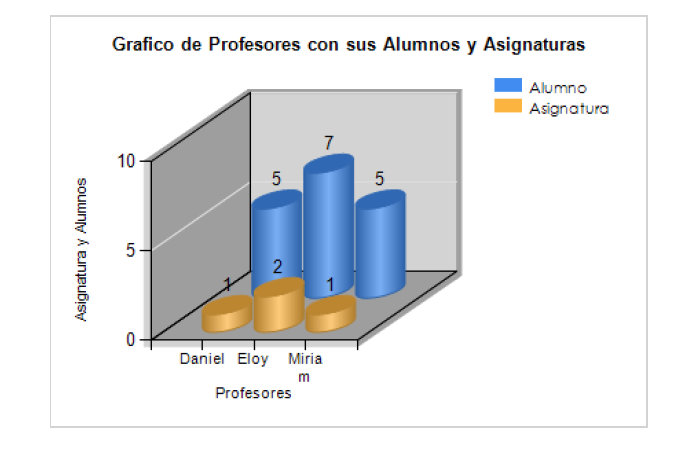 Grafico de Profesores con sus Alumnos y Asignaturas
Alumno
Asignatura
Asignatura y Alumnos
10
5
0
5
7
5
1
2
1
Daniel Eloy Miria
m
Profesores